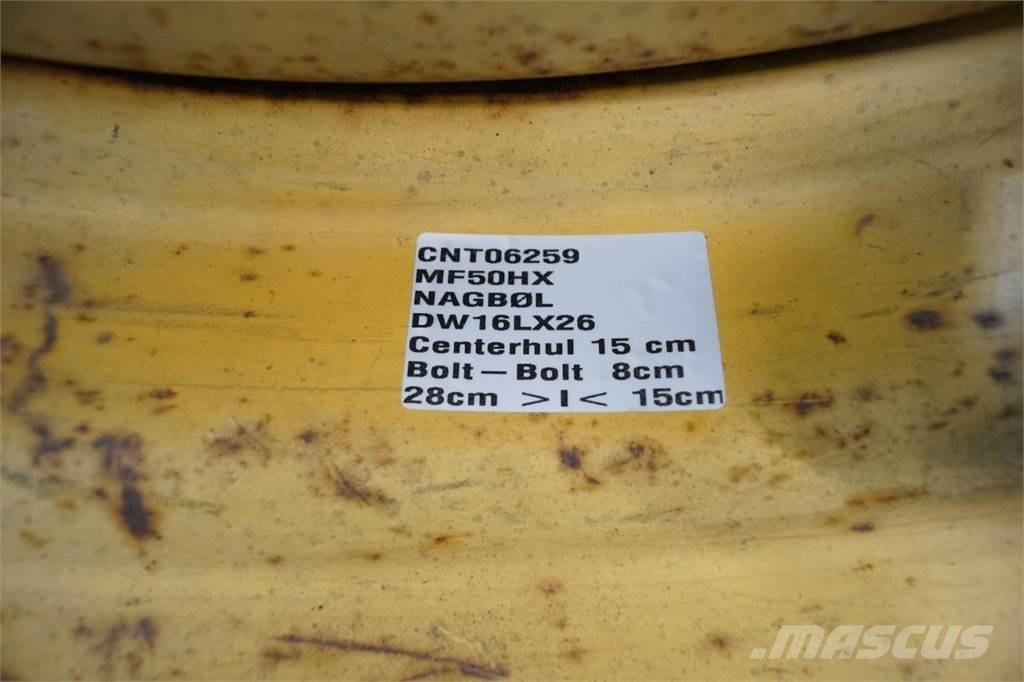 CNT06259
MF50HX
NAGBØL
DW16LX26
Centerhul 15 cm
Bolt – Bolt 8cm
28cm >I< 15cm
.MASCUS